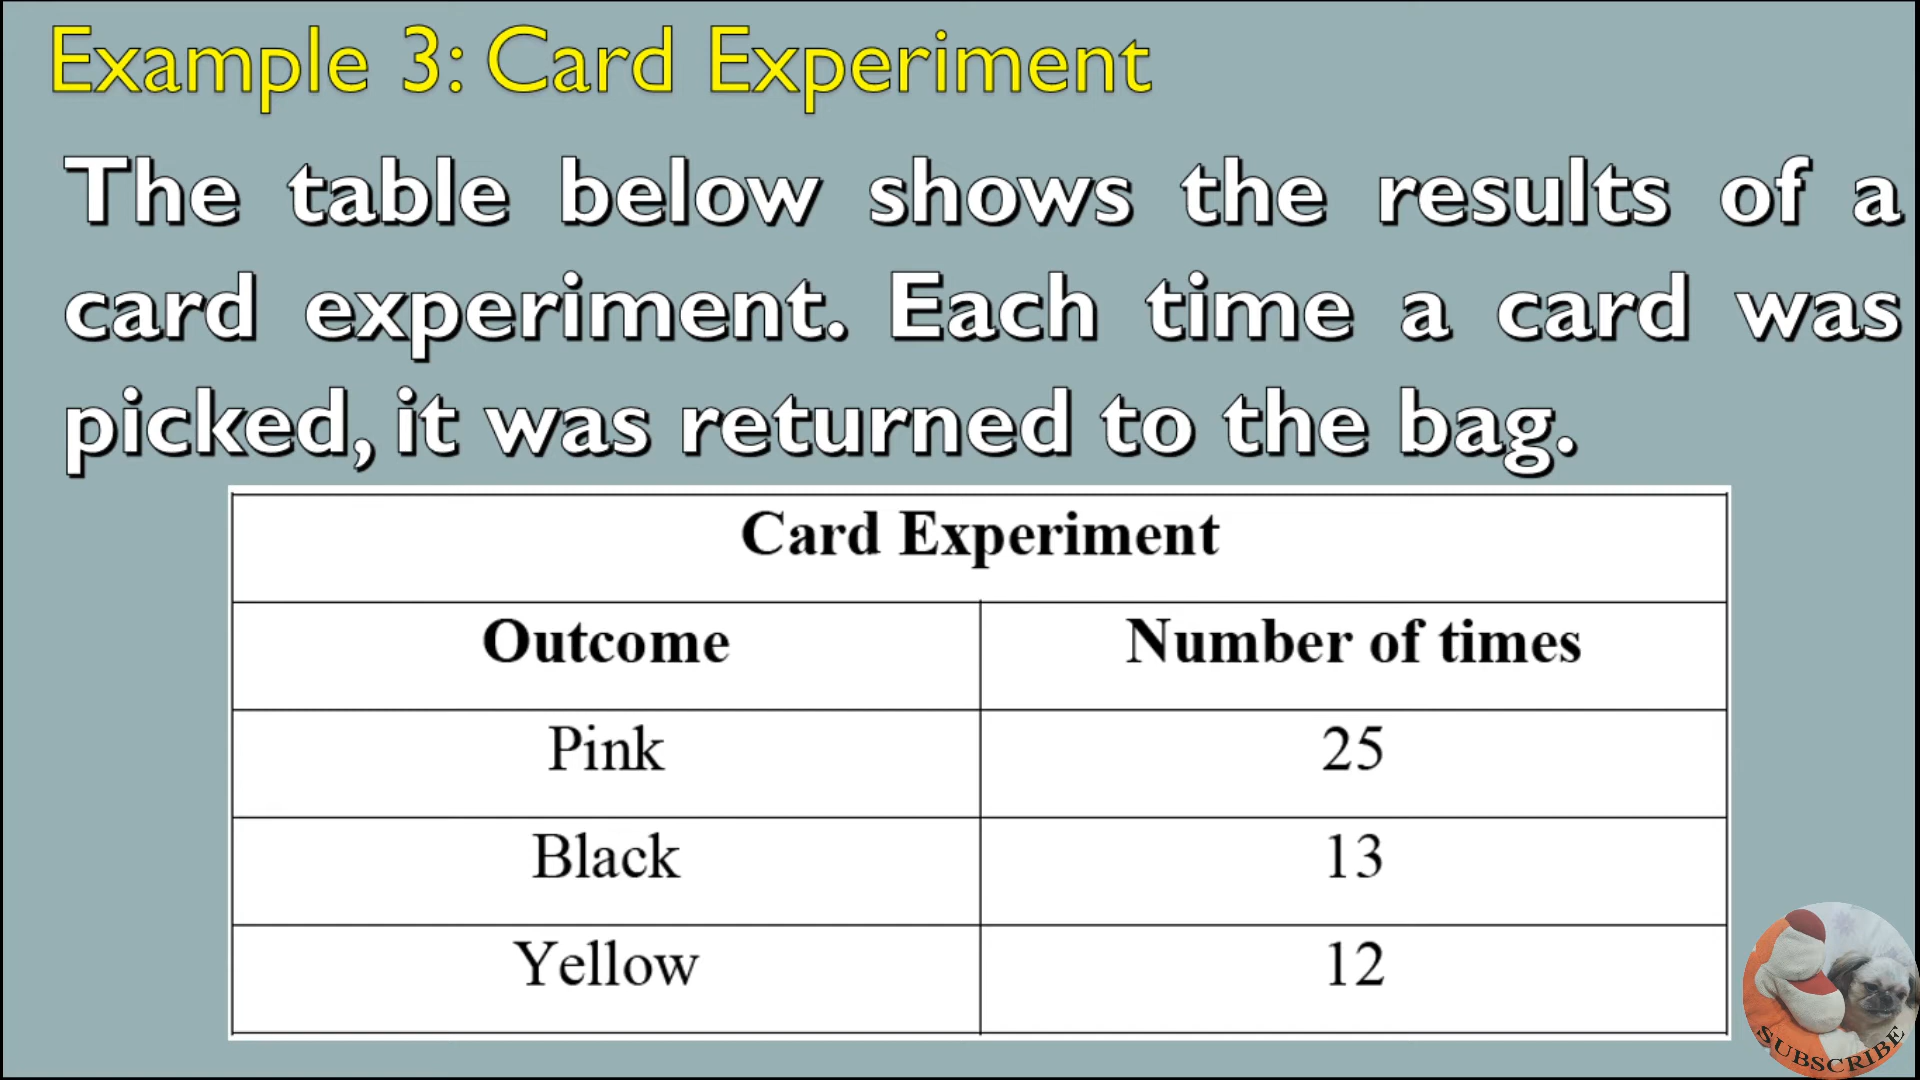 Example 3: Card Experiment
The table below shows the results of a
card experiment. Each time a card was
picked, it was returned to the bag.
Card Experiment
Outcome Number of times
Pink 25
Black 13
Yellow 12
SUBSCRIBE